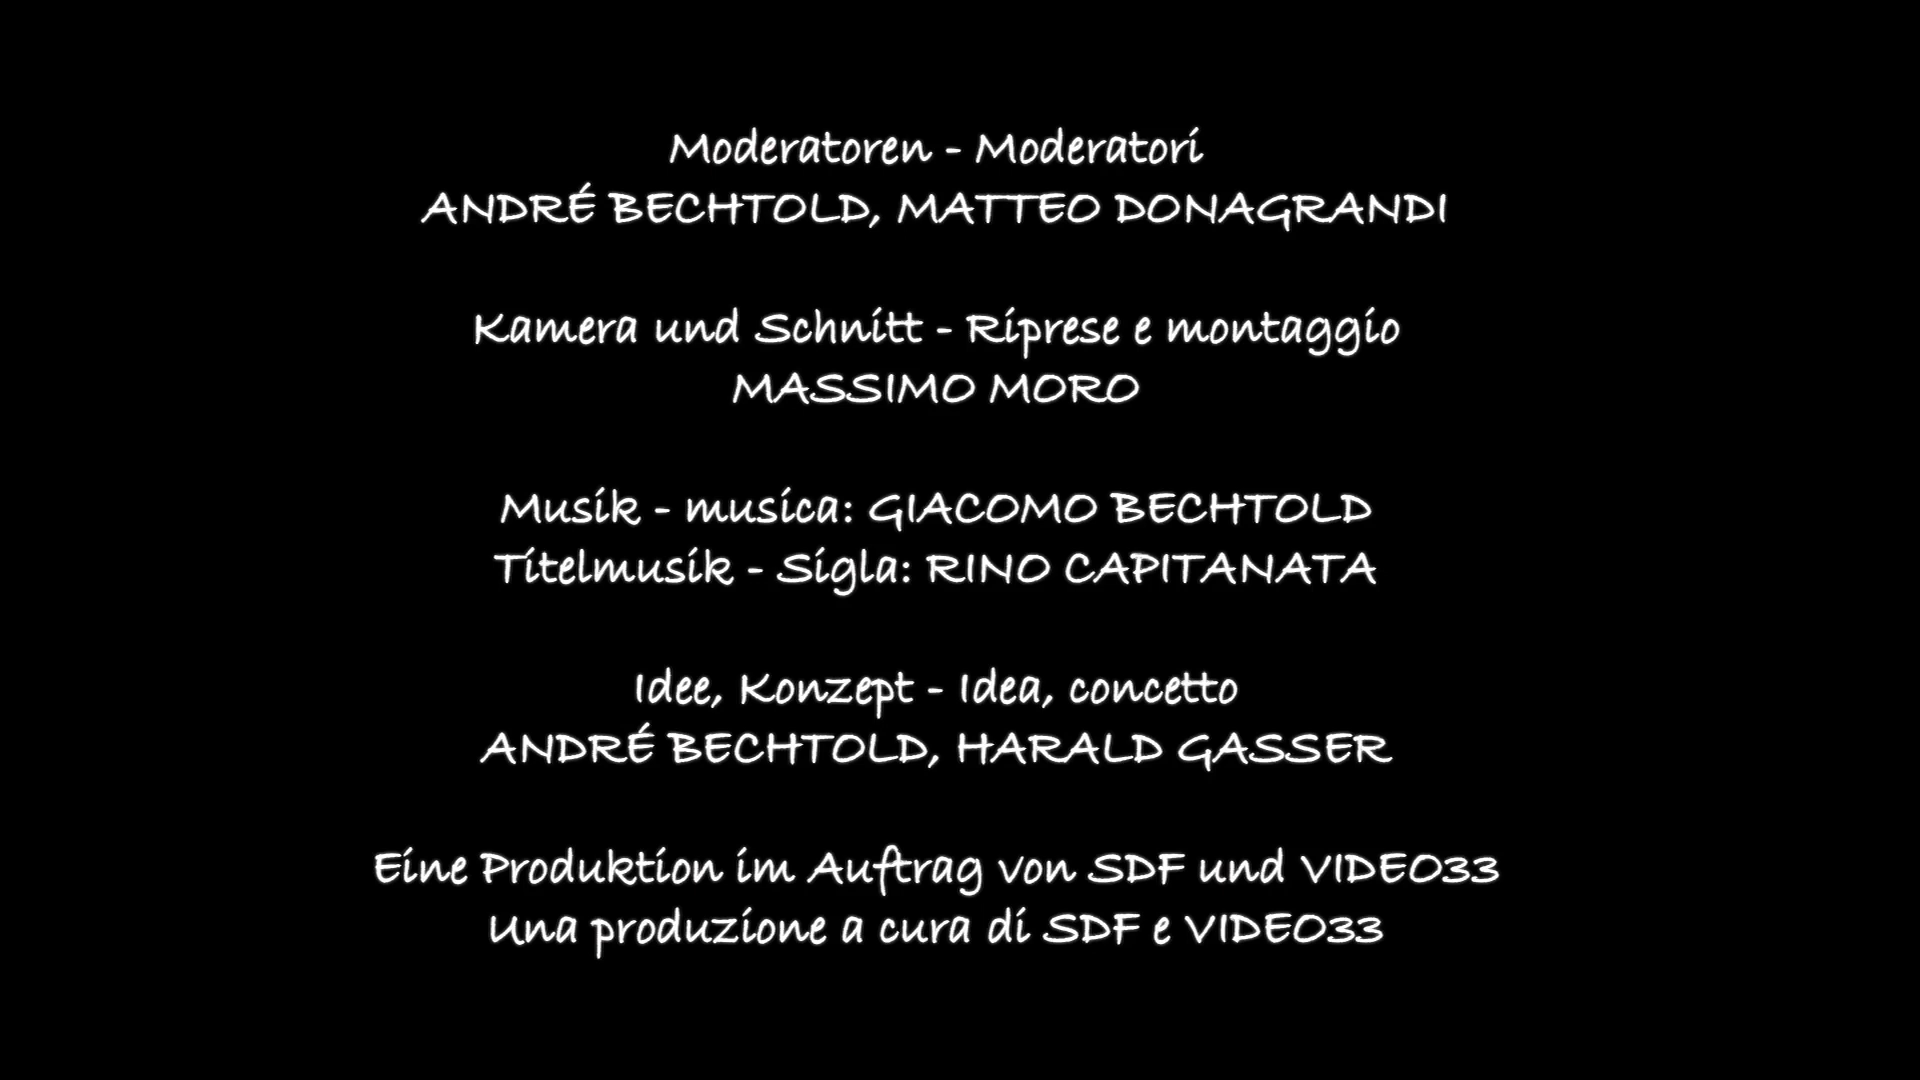 Moderatoren - Moderatori
ANDRÉ BECHTOLD, MATTEO DONAGRANDI
Kamera und Schnitt - Riprese e montaggio
MASSIMO MORO
Musik - musica: GIACOMO BECHTOLD
Titelmusik - Sigla: RINO CAPITANATA
Idee, Konzept - Idea, concetto
ANDRÉ BECHTOLD, HARALD GASSER
Eine Produktion im Auftrag von SDF und VIDEO33
Una produzione a cura di SDF e VIDEO33